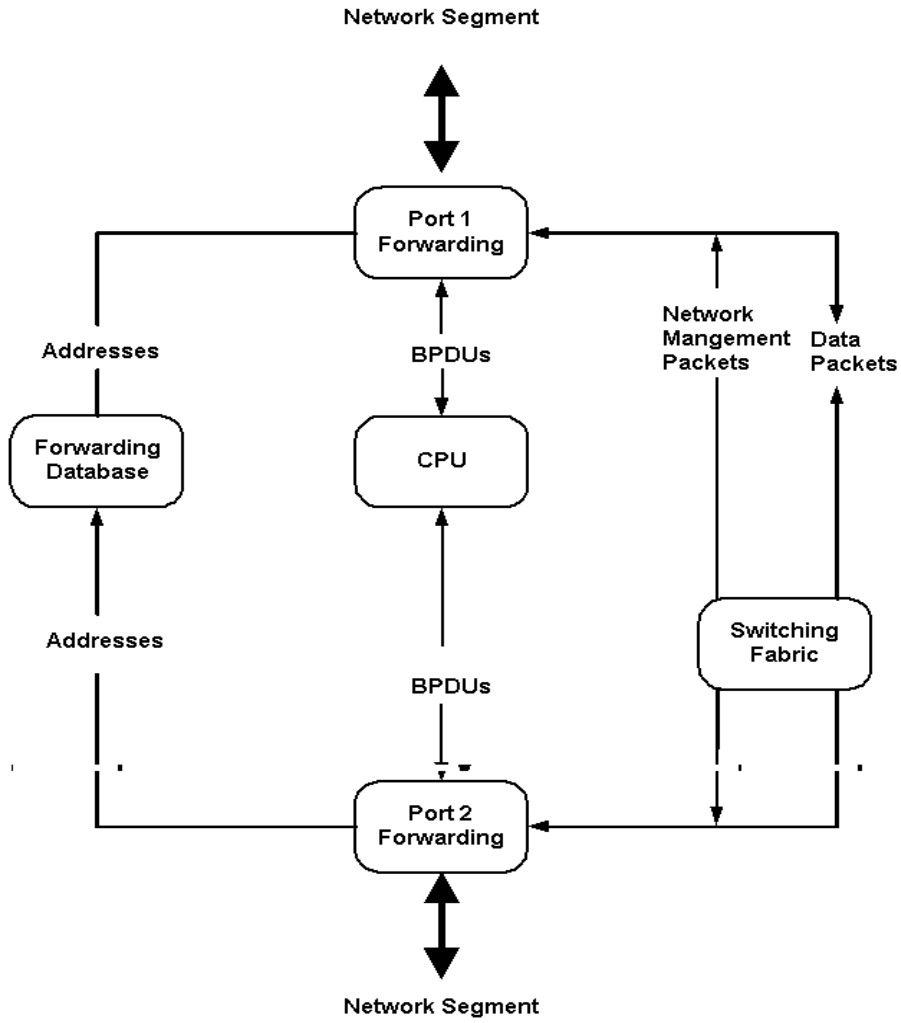 Network Segment
Port 1
Forwarding
Network
Mangement
Packets
Data
Packets
Addresses
BPDUs
Forwarding
Database
CPU
Addresses
Switching
Fabric
BPDUs
Port 2
Forwarding
Network Segment